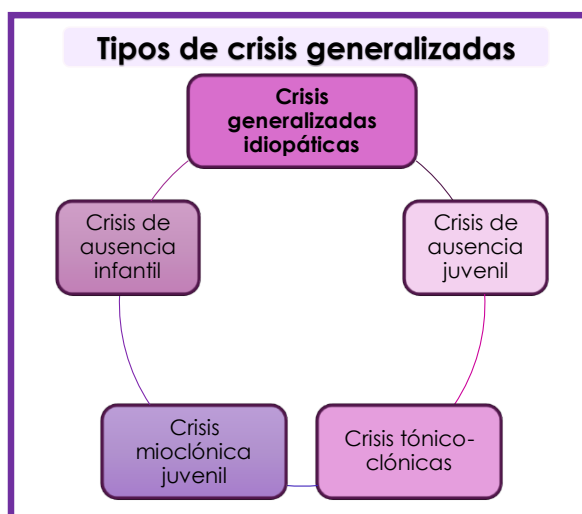 Tipos de crisis generalizadas
Crisis
generalizadas
idiopáticas
Crisis de
ausencia
infantil
Crisis de
ausencia
juvenil
Crisis
mioclónica
juvenil
Crisis tónico-
clónicas